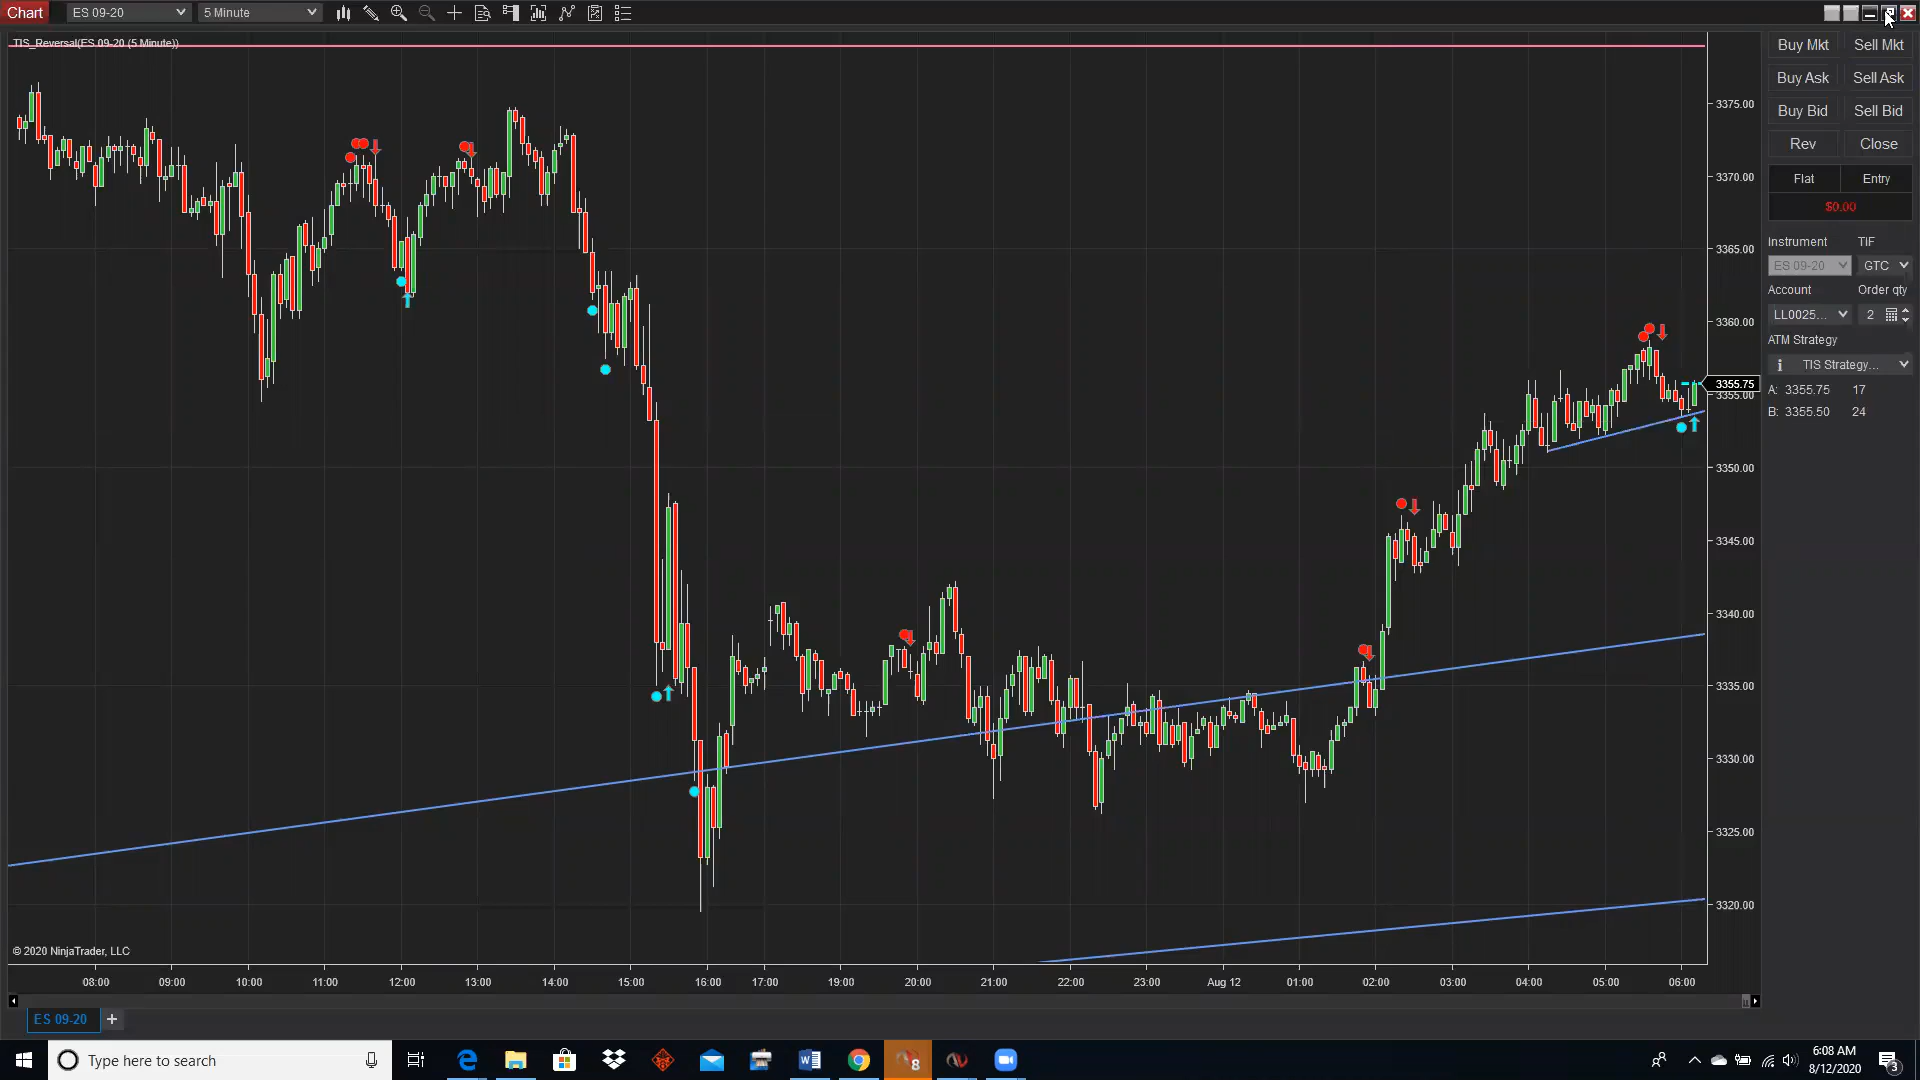 Chart ES 09-20 5 Minute
TIS_Reversal(ES 09-20 (5 Minute))
Buy Mkt Sell Mkt
Buy Ask Sell Ask
Buy Bid Sell Bid
Rev Close
Flat Entry
$0.00
Instrument TIF
ES 09-20 GTC
Account Order qty
LL0025... 2
ATM Strategy
i TIS Strategy...
A: 3355.75 17
B: 3355.50 24
3375.00
3370.00
3365.00
3360.00
3355.75
3355.00
3350.00
3345.00
3340.00
3335.00
3330.00
3325.00
3320.00
© 2020 NinjaTrader, LLC
08:00 09:00 10:00 11:00 12:00 13:00 14:00 15:00 16:00 17:00 19:00 20:00 21:00 22:00 23:00 Aug 12 01:00 02:00 03:00 04:00 05:00 06:00
ES 09-20 +
Type here to search
8
6:08 AM
8/12/2020
3